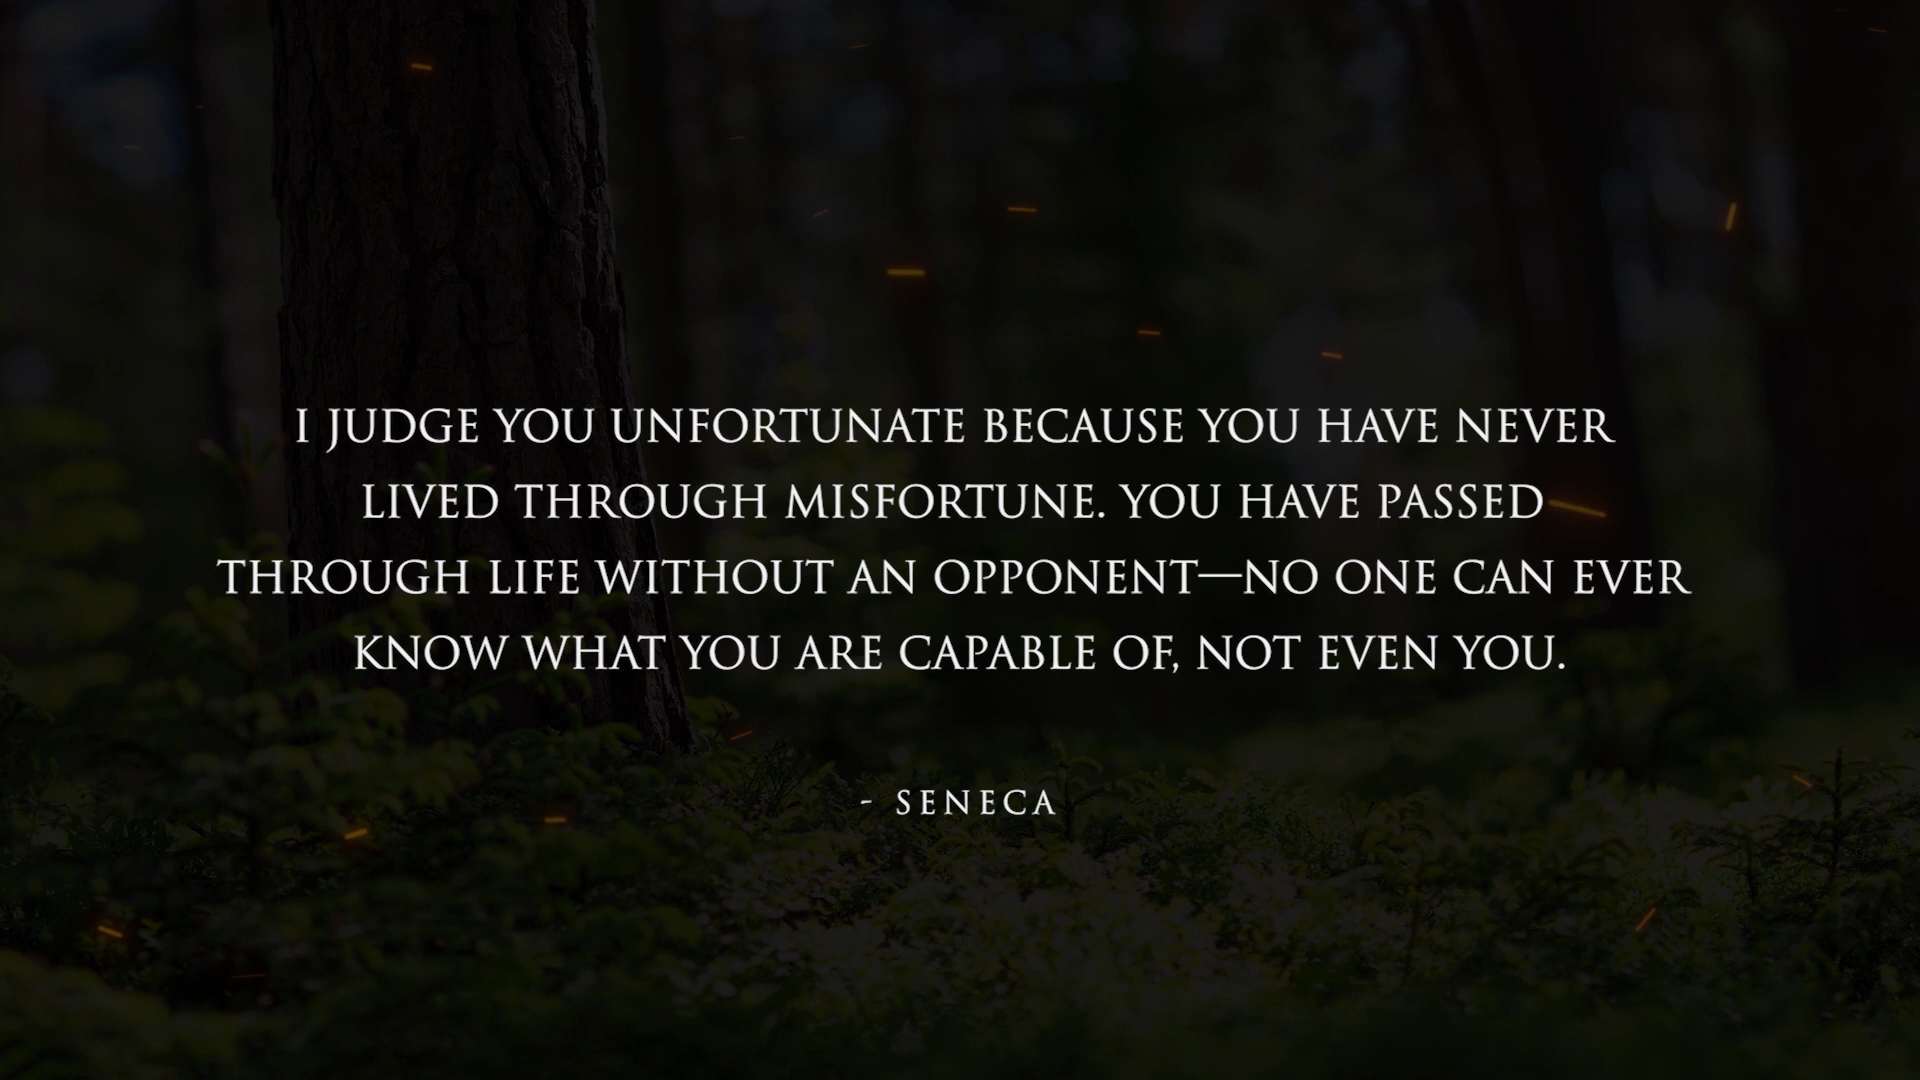 I JUDGE YOU UNFORTUNATE BECAUSE YOU HAVE NEVER
LIVED THROUGH MISFORTUNE. YOU HAVE PASSED
THROUGH LIFE WITHOUT AN OPPONENT—NO ONE CAN EVER
KNOW WHAT YOU ARE CAPABLE OF, NOT EVEN YOU.
- SENECA